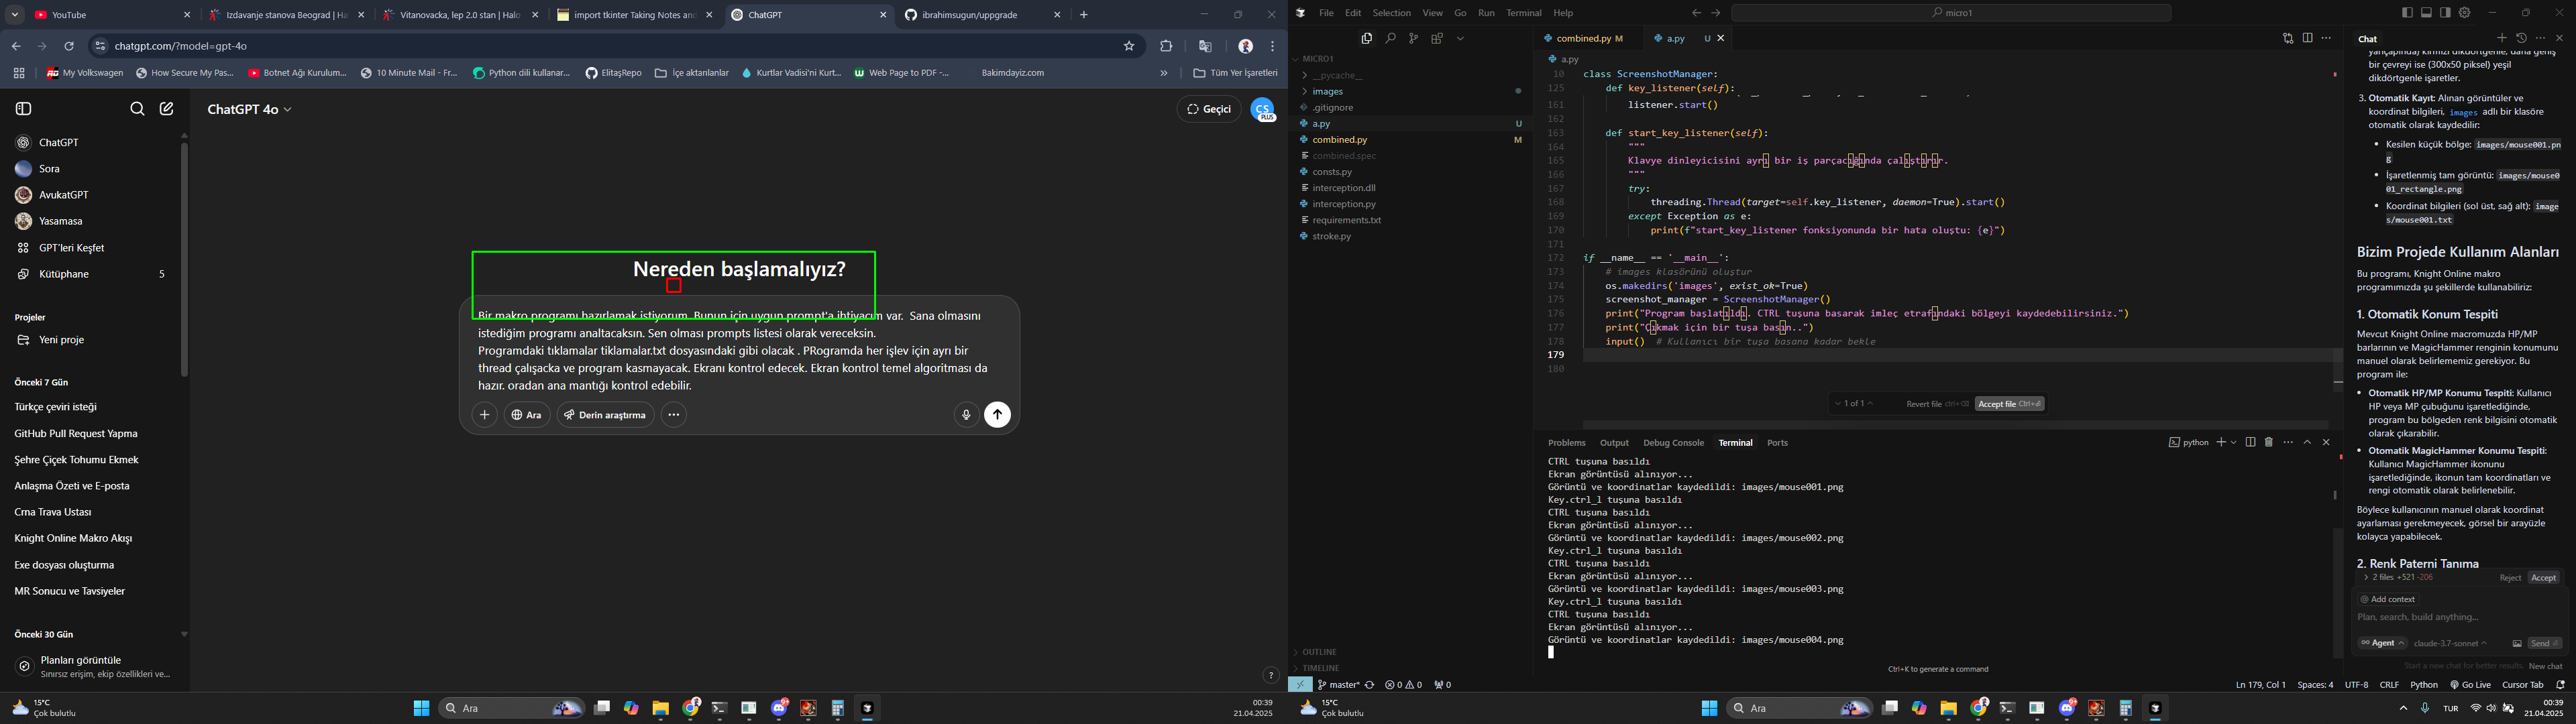 YouTube
Izdavanje stanova Beograd | Ha
Vitanovacka, lep 2.0 stan | Halo
import tkinter Taking Notes an
ChatGPT
ibrahimsugun/uppgrade
chatgpt.com/?model=gpt-4o
My Volkswagen
How Secure My Pas...
Botnet Ağı Kurulum...
10 Minute Mail - Fr...
Python dili kullanar...
ElitaşRepo
İçe aktarılanlar
Kurtlar Vadisi'ni Kurt...
Web Page to PDF -...
Bakimdayiz.com
Tüm Yer İşaretleri
ChatGPT 4o
Geçici
CS
PLUS
ChatGPT
Sora
AvukatGPT
Yasamasa
GPT'leri Keşfet
Kütüphane 5
Projeler
Yeni proje
Önceki 7 Gün
Türkçe çeviri isteği
GitHub Pull Request Yapma
Şehre Çiçek Tohumu Ekmek
Anlaşma Özeti ve E-posta
Crna Trava Ustası
Knight Online Makro Akışı
Exe dosyası oluşturma
MR Sonucu ve Tavsiyeler
Önceki 30 Gün
Planları görüntüle
Sınırsız erişim, ekip özellikleri ve...
Nereden başlamalıyız?
Bir makro programı hazırlamak istiyorum. Bunun için uygun prompt'a ihtiyacım var. Sana olmasını
istediğim programı analtacaksın. Sen olması prompts listesi olarak vereceksin.
Programdaki tıklamalar tiklamalar.txt dosyasındaki gibi olacak . PRogramda her işlev için ayrı bir
thread çalışacka ve program kasmayacak. Ekranı kontrol edecek. Ekran kontrol temel algoritması da
hazır. oradan ana mantığı kontrol edebilir.
Ara
Derin araştırma
?
15°C
Çok bulutlu
Ara
00:39
21.04.2025
File Edit Selection View Go Run Terminal Help
micro1
MICRO1
__pycache__
images
.gitignore
a.py U
combined.py M
combined.spec
consts.py
interception.dll
interception.py
requirements.txt
stroke.py
OUTLINE
TIMELINE
combined.py M
a.py U
a.py
10 class ScreenshotManager:
125 def key_listener(self):
161 listener.start()
162
163 def start_key_listener(self):
164 """
165 Klavye dinleyicisini ayrı bir iş parçacığında çalıştırır.
166 """
167 try:
168 threading.Thread(target=self.key_listener, daemon=True).start()
169 except Exception as e:
170 print(f"start_key_listener fonksiyonunda bir hata oluştu: {e}")
171
172 if __name__ == '__main__':
173 # images klasörünü oluştur
174 os.makedirs('images', exist_ok=True)
175 screenshot_manager = ScreenshotManager()
176 print("Program başlatıldı. CTRL tuşuna basarak imleç etrafındaki bölgeyi kaydedebilirsiniz.")
177 print("Çıkmak için bir tuşa basın..")
178 input() # Kullanıcı bir tuşa basana kadar bekle
179
180
1 of 1
Revert file
Accept file Ctrl+⏎
Problems Output Debug Console Terminal Ports
python
CTRL tuşuna basıldı
Ekran görüntüsü alınıyor...
Görüntü ve koordinatlar kaydedildi: images/mouse001.png
Key.ctrl_l tuşuna basıldı
CTRL tuşuna basıldı
Ekran görüntüsü alınıyor...
Görüntü ve koordinatlar kaydedildi: images/mouse002.png
Key.ctrl_l tuşuna basıldı
CTRL tuşuna basıldı
Ekran görüntüsü alınıyor...
Görüntü ve koordinatlar kaydedildi: images/mouse003.png
Key.ctrl_l tuşuna basıldı
CTRL tuşuna basıldı
Ekran görüntüsü alınıyor...
Görüntü ve koordinatlar kaydedildi: images/mouse004.png
Ctrl+K to generate a command
Chat
yarıçapında) kırmızı dikdörtgenle, daha geniş
bir çevreyi ise (300x50 piksel) yeşil
dikdörtgenle işaretler.
3. Otomatik Kayıt: Alınan görüntüler ve
koordinat bilgileri, images adlı bir klasöre
otomatik olarak kaydedilir:
• Kesilen küçük bölge: images/mouse001.pn
g
• İşaretlenmiş tam görüntü: images/mouse0
01_rectangle.png
• Koordinat bilgileri (sol üst, sağ alt): image
s/mouse001.txt
Bizim Projede Kullanım Alanları
Bu programı, Knight Online makro
programımızda şu şekillerde kullanabiliriz:
1. Otomatik Konum Tespiti
Mevcut Knight Online macromuzda HP/MP
barlarının ve MagicHammer renginin konumunu
manuel olarak belirlememiz gerekiyor. Bu
program ile:
• Otomatik HP/MP Konumu Tespiti: Kullanıcı
HP veya MP çubuğunu işaretlediğinde,
program bu bölgeden renk bilgisini otomatik
olarak çıkarabilir.
• Otomatik MagicHammer Konumu Tespiti:
Kullanıcı MagicHammer ikonunu
işaretlediğinde, ikonun tam koordinatları ve
rengi otomatik olarak belirlenebilir.
Böylece kullanıcının manuel olarak koordinat
ayarlaması gerekmeyecek, görsel bir arayüzle
kolayca yapabilecek.
2. Renk Paterni Tanıma
2 files +521 -206
Reject
Accept
Add context
Plan, search, build anything...
Agent
claude-3.7-sonnet
Send
Start a new chat for better results.
New chat
master*
0 0
0
Ln 179, Col 1
Spaces: 4
UTF-8
CRLF
Python
Go Live
Cursor Tab
15°C
Çok bulutlu
Ara
TUR
00:39
21.04.2025